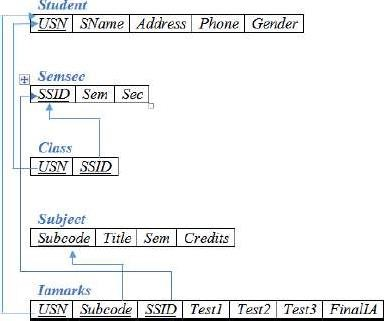 Student
USN SName Address Phone Gender
Semsec
SSID Sem Sec
Class
USN SSID
Subject
Subcode Title Sem Credits
Iamarks
USN Subcode SSID Test1 Test2 Test3 FinalIA